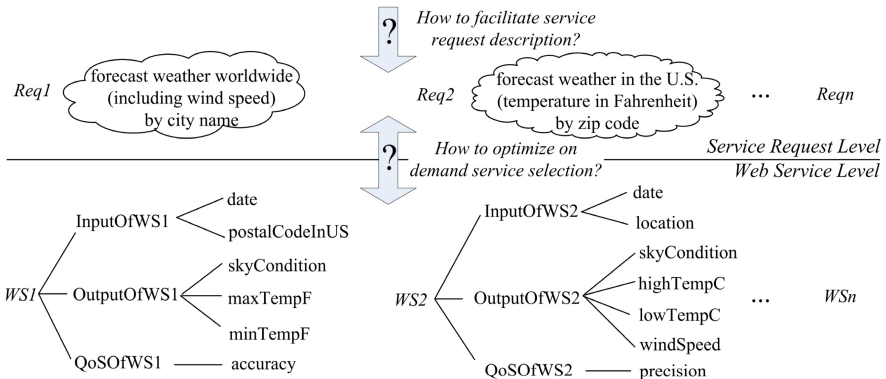 ?
How to facilitate service
request description?
Req1
forecast weather worldwide
(including wind speed)
by city name
Req2
forecast weather in the U.S.
(temperature in Fahrenheit)
by zip code
...
Reqn
?
How to optimize on
demand service selection?
Service Request Level
Web Service Level
WS1
InputOfWS1
date
postalCodeInUS
OutputOfWS1
skyCondition
maxTempF
minTempF
QoSOfWS1
accuracy
WS2
InputOfWS2
date
location
OutputOfWS2
skyCondition
highTempC
lowTempC
windSpeed
QoSOfWS2
precision
...
WSn